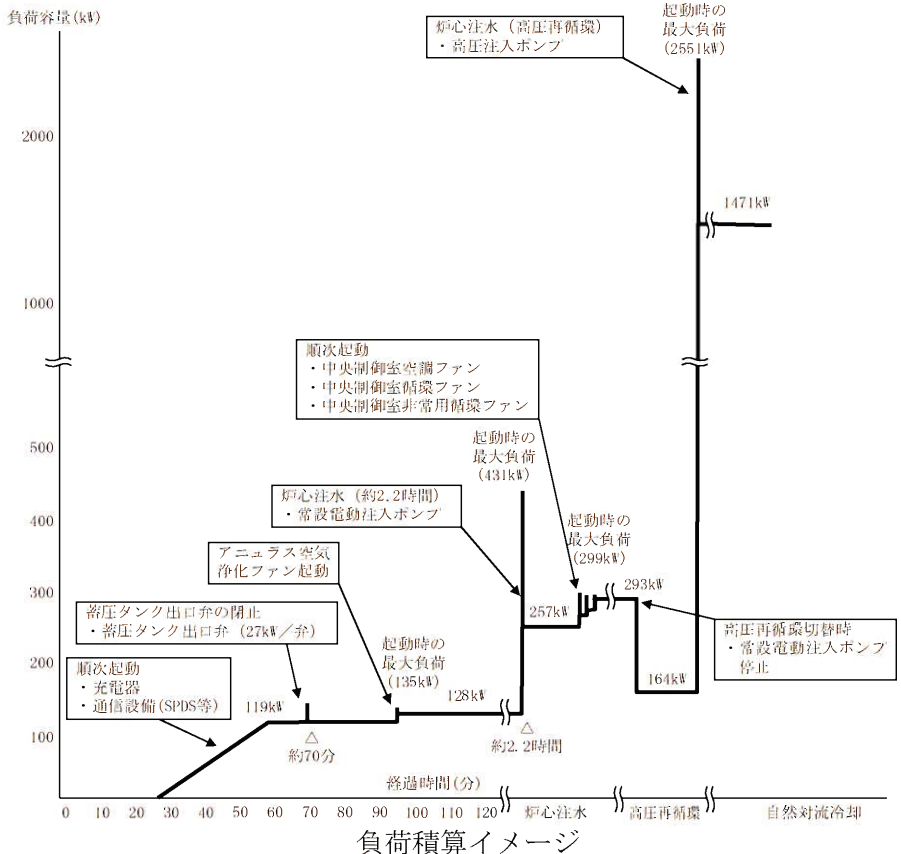 負荷容量(kW)
炉心注水（高圧再循環）
・高圧注入ポンプ
起動時の
最大負荷
(2551kW)
2000
1471kW
1000
順次起動
・中央制御室空調ファン
・中央制御室循環ファン
・中央制御室非常用循環ファン
500
起動時の
最大負荷
(431kW)
炉心注水（約2.2時間）
・常設電動注入ポンプ
400
起動時の
最大負荷
(299kW)
アニュラス空気
浄化ファン起動
300
293kW
257kW
蓄圧タンク出口弁の閉止
・蓄圧タンク出口弁（27kW／弁）
高圧再循環切替時
・常設電動注入ポンプ
停止
起動時の
最大負荷
(135kW)
200
順次起動
・充電器
・通信設備(SPDS等)
164kW
119kW
128kW
100
△
約70分
△
約2.2時間
経過時間(分)
0 10 20 30 40 50 60 70 80 90 100 110 120 炉心注水 高圧再循環 自然対流冷却
負荷積算イメージ